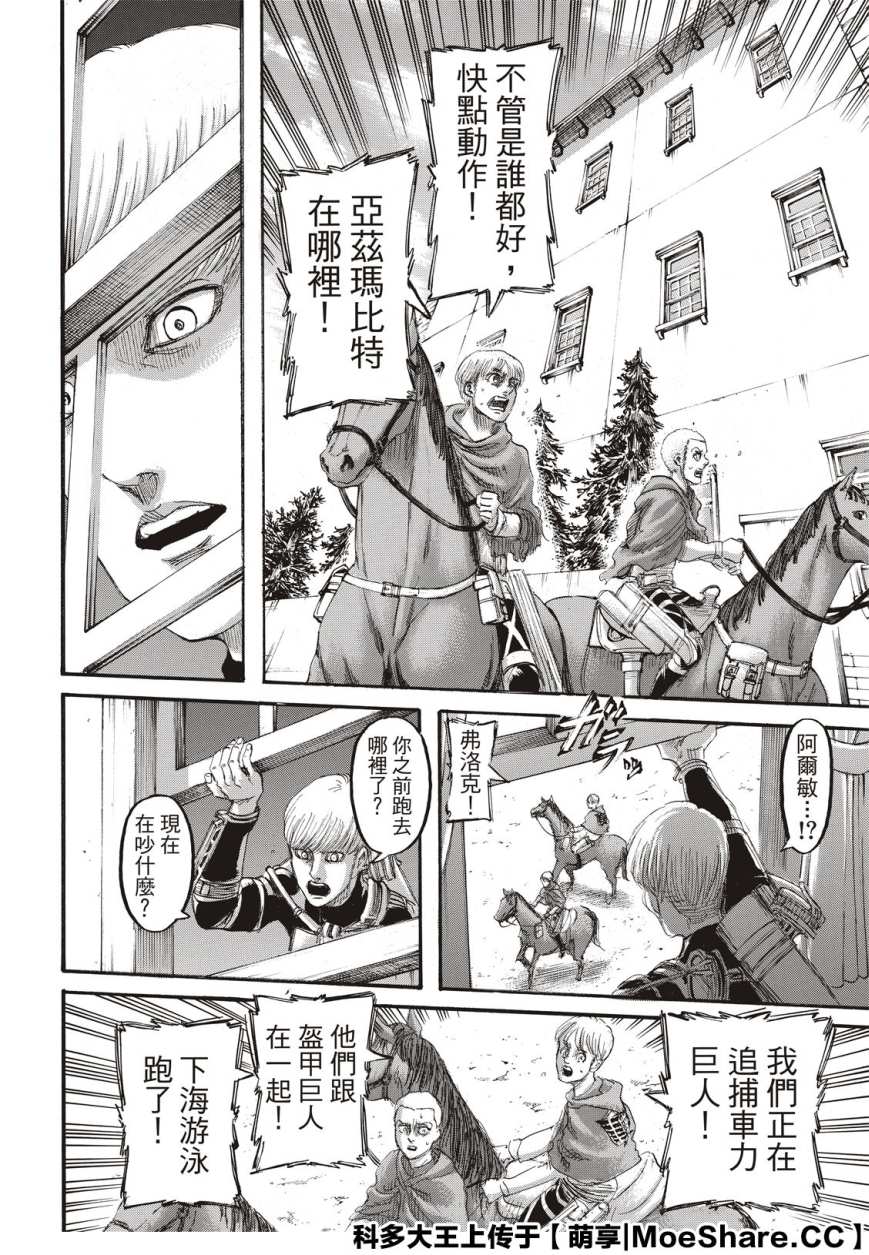 不管是誰都好，
快點動作！
亞茲瑪比特
在哪裡！
阿爾敏…!?
ガラッ
弗洛克！
你之前跑去
哪裡了？
現在
在吵什麼？
我們正在
追捕車力
巨人！
他們跟
盔甲巨人
在一起！
下海游泳
跑了！
科多大王上传于【萌享|MoeShare.CC】